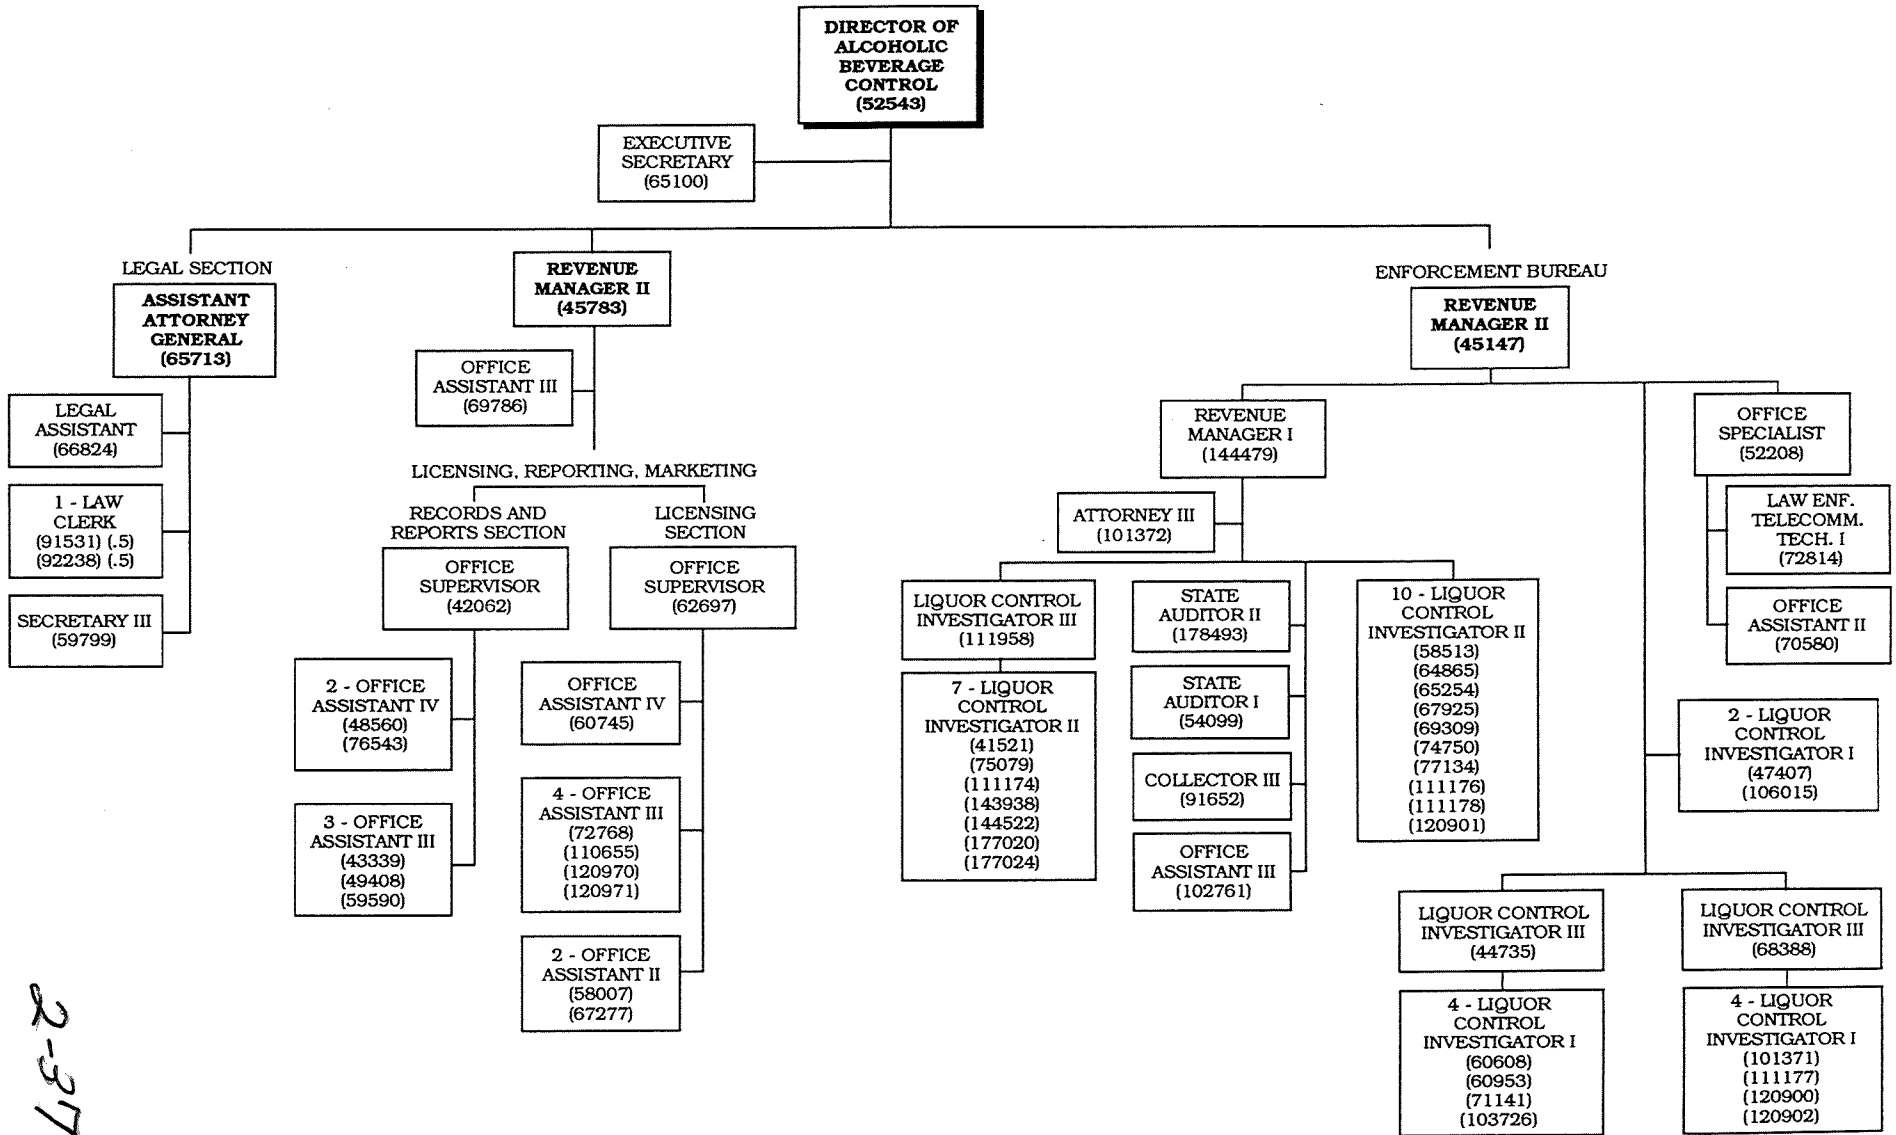 DIRECTOR OF
ALCOHOLIC
BEVERAGE
CONTROL
(52543)
EXECUTIVE
SECRETARY
(65100)
LEGAL SECTION
ASSISTANT
ATTORNEY
GENERAL
(65713)
LEGAL
ASSISTANT
(66824)
1 - LAW
CLERK
(91531) (.5)
(92238) (.5)
SECRETARY III
(59799)
REVENUE
MANAGER II
(45783)
OFFICE
ASSISTANT III
(69786)
LICENSING, REPORTING, MARKETING
RECORDS AND
REPORTS SECTION
OFFICE
SUPERVISOR
(42062)
2 - OFFICE
ASSISTANT IV
(48560)
(76543)
3 - OFFICE
ASSISTANT III
(43339)
(49408)
(59590)
LICENSING
SECTION
OFFICE
SUPERVISOR
(62697)
OFFICE
ASSISTANT IV
(60745)
4 - OFFICE
ASSISTANT III
(72768)
(110655)
(120970)
(120971)
2 - OFFICE
ASSISTANT II
(58007)
(67277)
ENFORCEMENT BUREAU
REVENUE
MANAGER II
(45147)
REVENUE
MANAGER I
(144479)
ATTORNEY III
(101372)
LIQUOR CONTROL
INVESTIGATOR III
(111958)
7 - LIQUOR
CONTROL
INVESTIGATOR II
(41521)
(75079)
(111174)
(143938)
(144522)
(177020)
(177024)
STATE
AUDITOR II
(178493)
STATE
AUDITOR I
(54099)
COLLECTOR III
(91652)
OFFICE
ASSISTANT III
(102761)
10 - LIQUOR
CONTROL
INVESTIGATOR II
(58513)
(64865)
(65254)
(67925)
(69309)
(74750)
(77134)
(111176)
(111178)
(120901)
OFFICE
SPECIALIST
(52208)
LAW ENF.
TELECOMM.
TECH. I
(72814)
OFFICE
ASSISTANT II
(70580)
2 - LIQUOR
CONTROL
INVESTIGATOR I
(47407)
(106015)
LIQUOR CONTROL
INVESTIGATOR III
(44735)
4 - LIQUOR
CONTROL
INVESTIGATOR I
(60608)
(60953)
(71141)
(103726)
LIQUOR CONTROL
INVESTIGATOR III
(68388)
4 - LIQUOR
CONTROL
INVESTIGATOR I
(101371)
(111177)
(120900)
(120902)
2-37